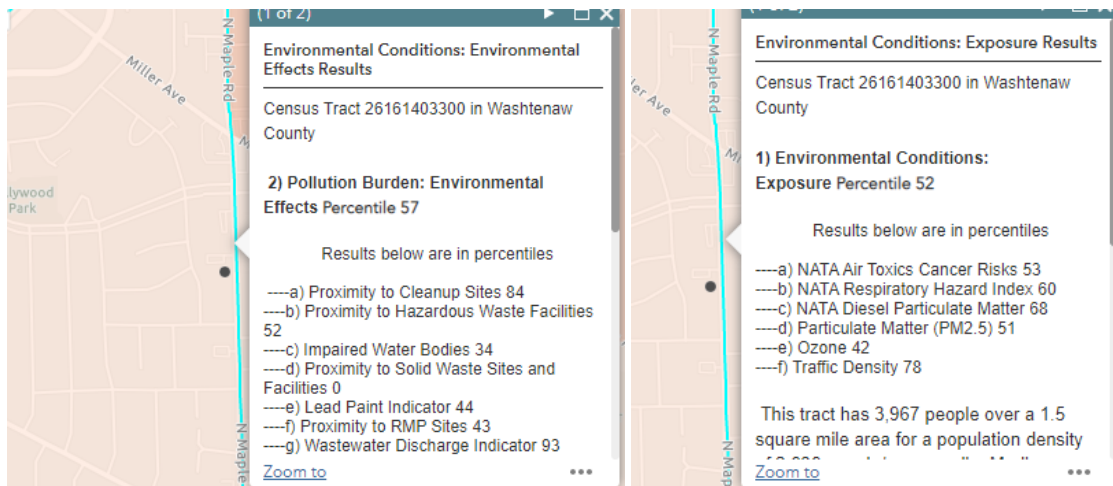 (1 of 2)
Environmental Conditions: Environmental
Effects Results
Census Tract 26161403300 in Washtenaw
County
2) Pollution Burden: Environmental
Effects Percentile 57
Results below are in percentiles
----a) Proximity to Cleanup Sites 84
----b) Proximity to Hazardous Waste Facilities
52
----c) Impaired Water Bodies 34
----d) Proximity to Solid Waste Sites and
Facilities 0
----e) Lead Paint Indicator 44
----f) Proximity to RMP Sites 43
----g) Wastewater Discharge Indicator 93
Zoom to
N Maple Rd
Miller Ave
Park
N Maple
Environmental Conditions: Exposure Results
Census Tract 26161403300 in Washtenaw
County
1) Environmental Conditions:
Exposure Percentile 52
Results below are in percentiles
----a) NATA Air Toxics Cancer Risks 53
----b) NATA Respiratory Hazard Index 60
----c) NATA Diesel Particulate Matter 68
----d) Particulate Matter (PM2.5) 51
----e) Ozone 42
----f) Traffic Density 78
This tract has 3,967 people over a 1.5
square mile area for a population density
Zoom to
N Maple Rd
Ave
N Map